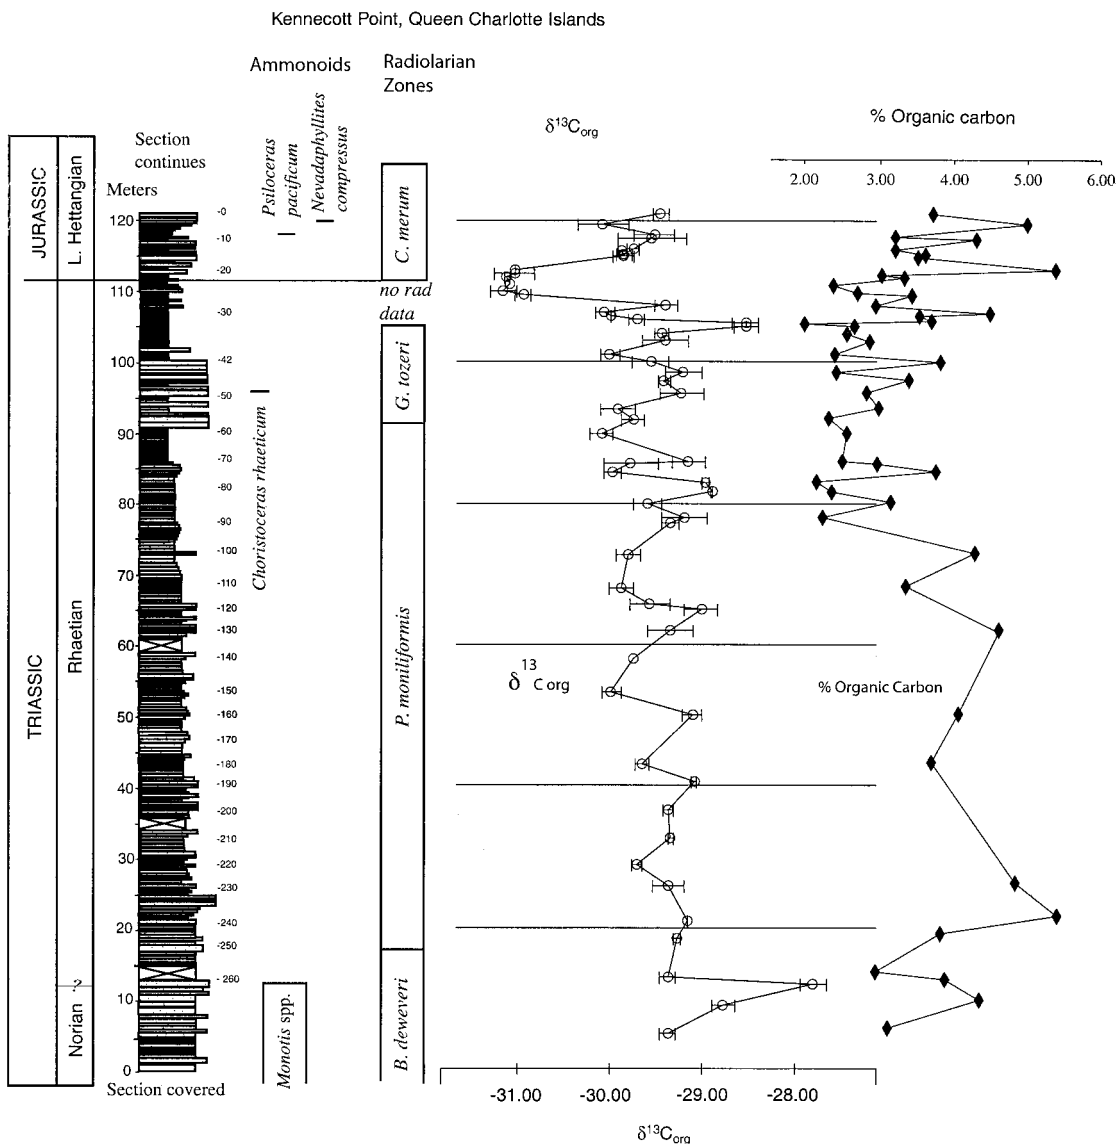 Kennecott Point, Queen Charlotte Islands
Ammonoids
Radiolarian
Zones
Section
continues
Meters
Psiloceras
pacificum
Nevadaphyllites
compressus
δ13Corg
% Organic carbon
2.00 3.00 4.00 5.00 6.00
JURASSIC
L. Hettangian
C. merum
120
-0
-10
-20
110
no rad
data
-30
100
-42
G. tozeri
-50
90
-60
-70
80
-80
-90
Choristoceras rhaeticum
-100
70
-110
-120
-130
60
-140
-150
50
-160
-170
-180
40
-190
-200
-210
30
-220
-230
20
-240
-250
-260
10
0
TRIASSIC
Rhaetian
?
Norian
P. moniliformis
B. deweveri
Monotis spp.
δ13C org
% Organic Carbon
Section covered
-31.00 -30.00 -29.00 -28.00
δ13Corg